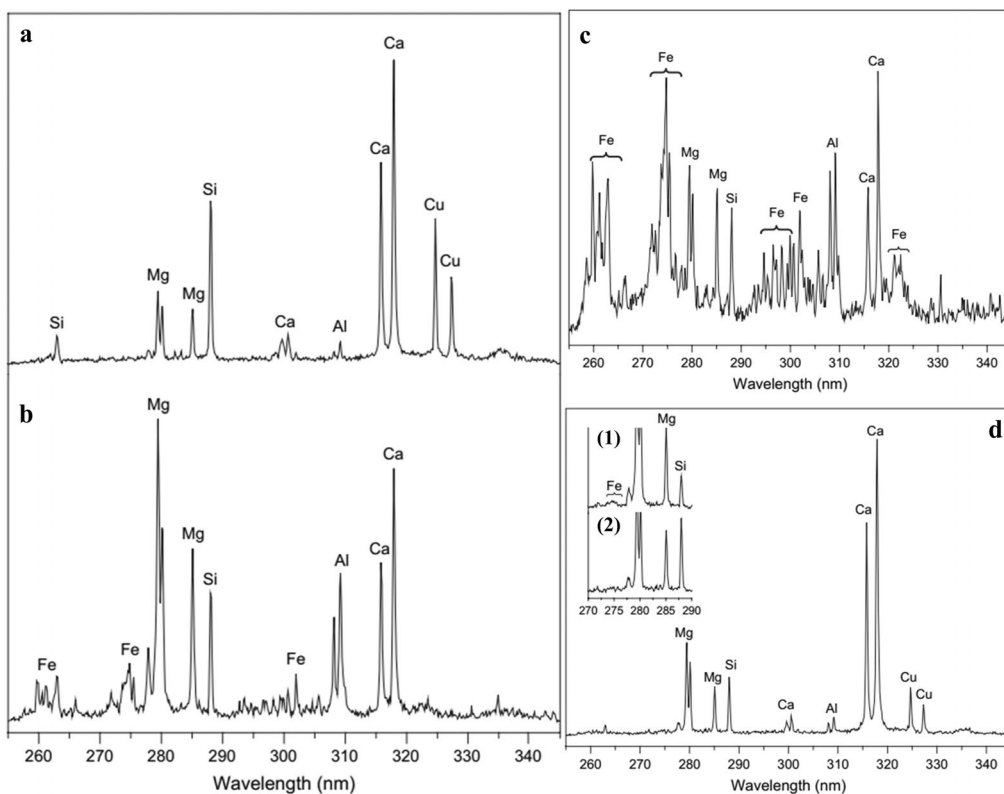 a
Si
Mg
Mg
Si
Ca
Al
Ca
Ca
Cu
Cu
b
Fe
Fe
Mg
Mg
Si
Fe
Al
Ca
Ca
260 270 280 290 300 310 320 330 340
Wavelength (nm)
c
Fe
Fe
Mg
Mg
Si
Fe
Fe
Al
Ca
Ca
Fe
260 270 280 290 300 310 320 330 340
Wavelength (nm)
d
(1)
Fe
Mg
Si
(2)
270 275 280 285 290
Mg
Mg
Si
Ca
Al
Ca
Ca
Cu
Cu
260 270 280 290 300 310 320 330 340
Wavelength (nm)